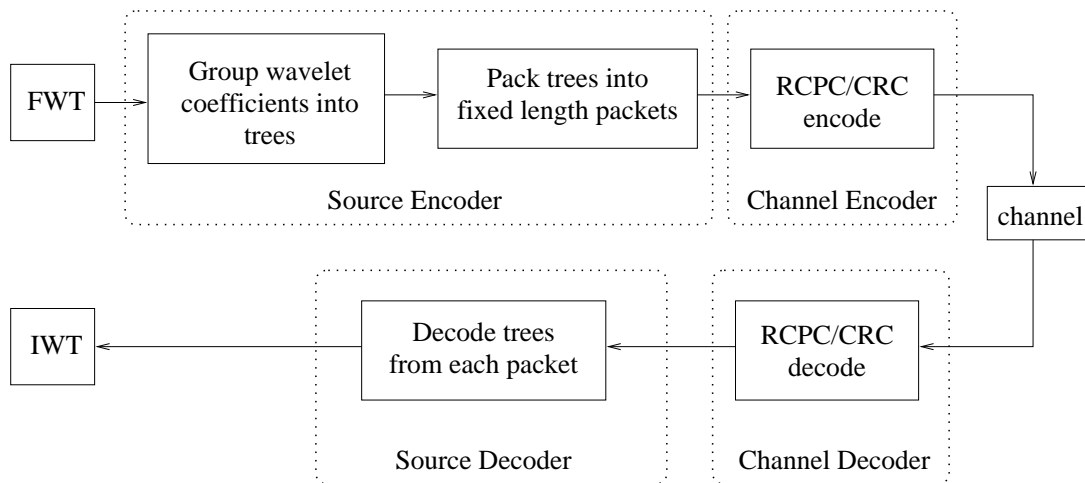 FWT
Group wavelet
coefficients into
trees
Pack trees into
fixed length packets
RCPC/CRC
encode
Source Encoder
Channel Encoder
channel
IWT
Decode trees
from each packet
RCPC/CRC
decode
Source Decoder
Channel Decoder